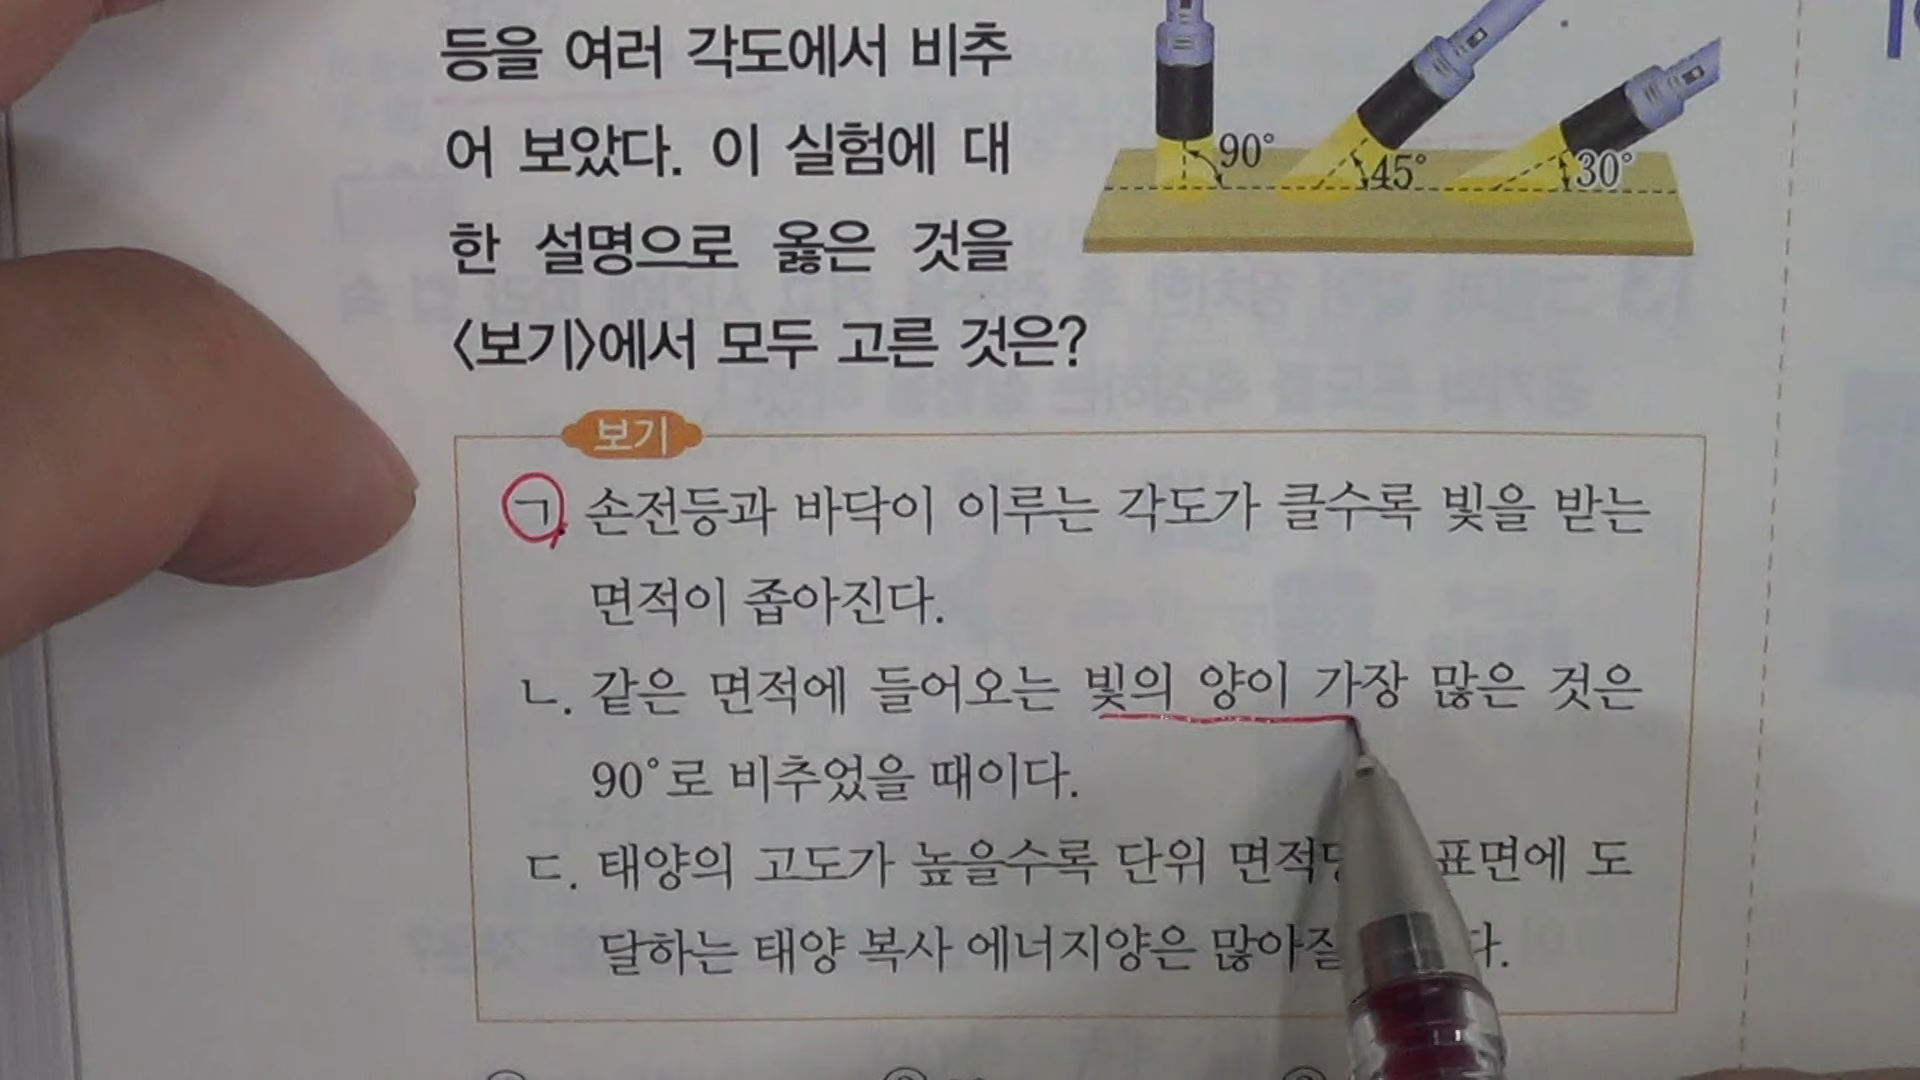 등을 여러 각도에서 비추
어 보았다. 이 실험에 대
한 설명으로 옳은 것을
<보기>에서 모두 고른 것은?
90°
45°
30°
보기
ㄱ. 손전등과 바닥이 이루는 각도가 클수록 빛을 받는
면적이 좁아진다.
ㄴ. 같은 면적에 들어오는 빛의 양이 가장 많은 것은
90°로 비추었을 때이다.
ㄷ. 태양의 고도가 높을수록 단위 표면에 도
달하는 태양 복사 에너지양은